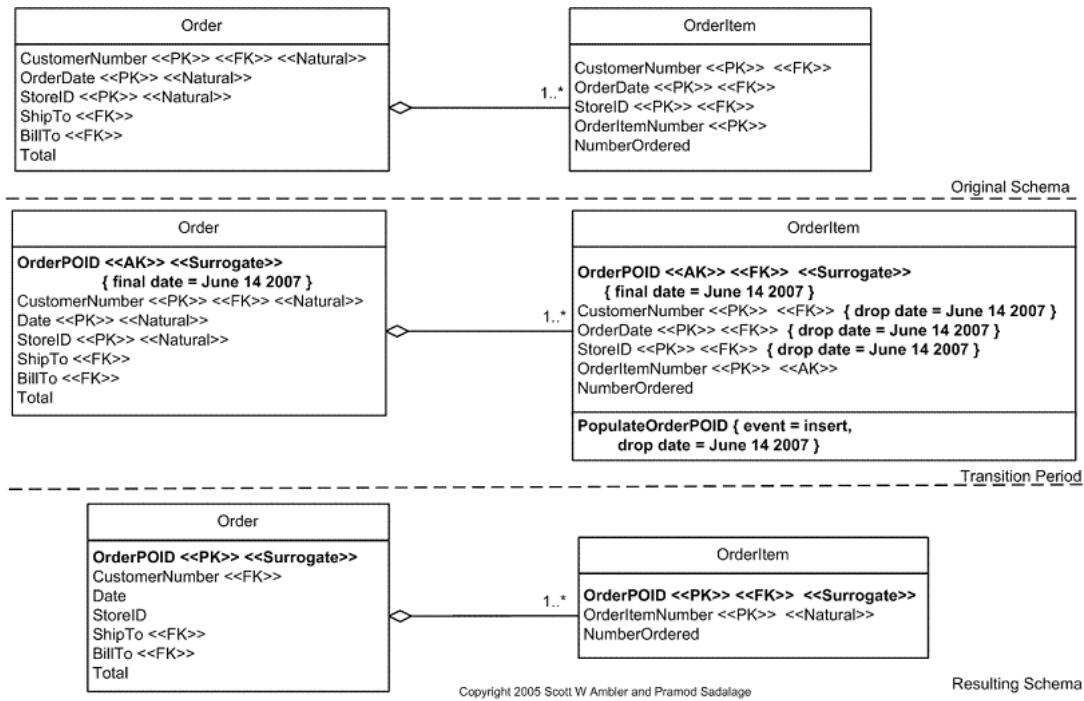 Order
CustomerNumber <<PK>> <<FK>> <<Natural>>
OrderDate <<PK>> <<Natural>>
StoreID <<PK>> <<Natural>>
ShipTo <<FK>>
BillTo <<FK>>
Total
1..*
OrderItem
CustomerNumber <<PK>> <<FK>>
OrderDate <<PK>> <<FK>>
StoreID <<PK>> <<FK>>
OrderItemNumber <<PK>>
NumberOrdered
Original Schema
Order
OrderPOID <<AK>> <<Surrogate>>
{ final date = June 14 2007 }
CustomerNumber <<PK>> <<FK>> <<Natural>>
Date <<PK>> <<Natural>>
StoreID <<PK>> <<Natural>>
ShipTo <<FK>>
BillTo <<FK>>
Total
1..*
OrderItem
OrderPOID <<AK>> <<FK>> <<Surrogate>>
{ final date = June 14 2007 }
CustomerNumber <<PK>> <<FK>> { drop date = June 14 2007 }
OrderDate <<PK>> <<FK>> { drop date = June 14 2007 }
StoreID <<PK>> <<FK>> { drop date = June 14 2007 }
OrderItemNumber <<PK>> <<AK>>
NumberOrdered
PopulateOrderPOID { event = insert,
drop date = June 14 2007 }
Transition Period
Order
OrderPOID <<PK>> <<Surrogate>>
CustomerNumber <<FK>>
Date
StoreID
ShipTo <<FK>>
BillTo <<FK>>
Total
1..*
OrderItem
OrderPOID <<PK>> <<FK>> <<Surrogate>>
OrderItemNumber <<PK>> <<Natural>>
NumberOrdered
Resulting Schema
Copyright 2005 Scott W Ambler and Pramod Sadalage